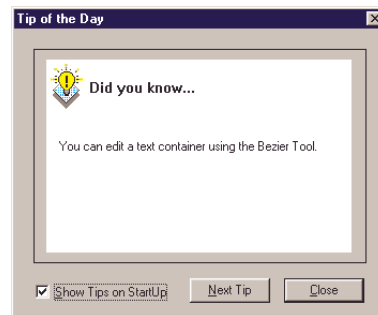 Tip of the Day
Did you know...
You can edit a text container using the Bezier Tool.
Show Tips on StartUp Next Tip Close